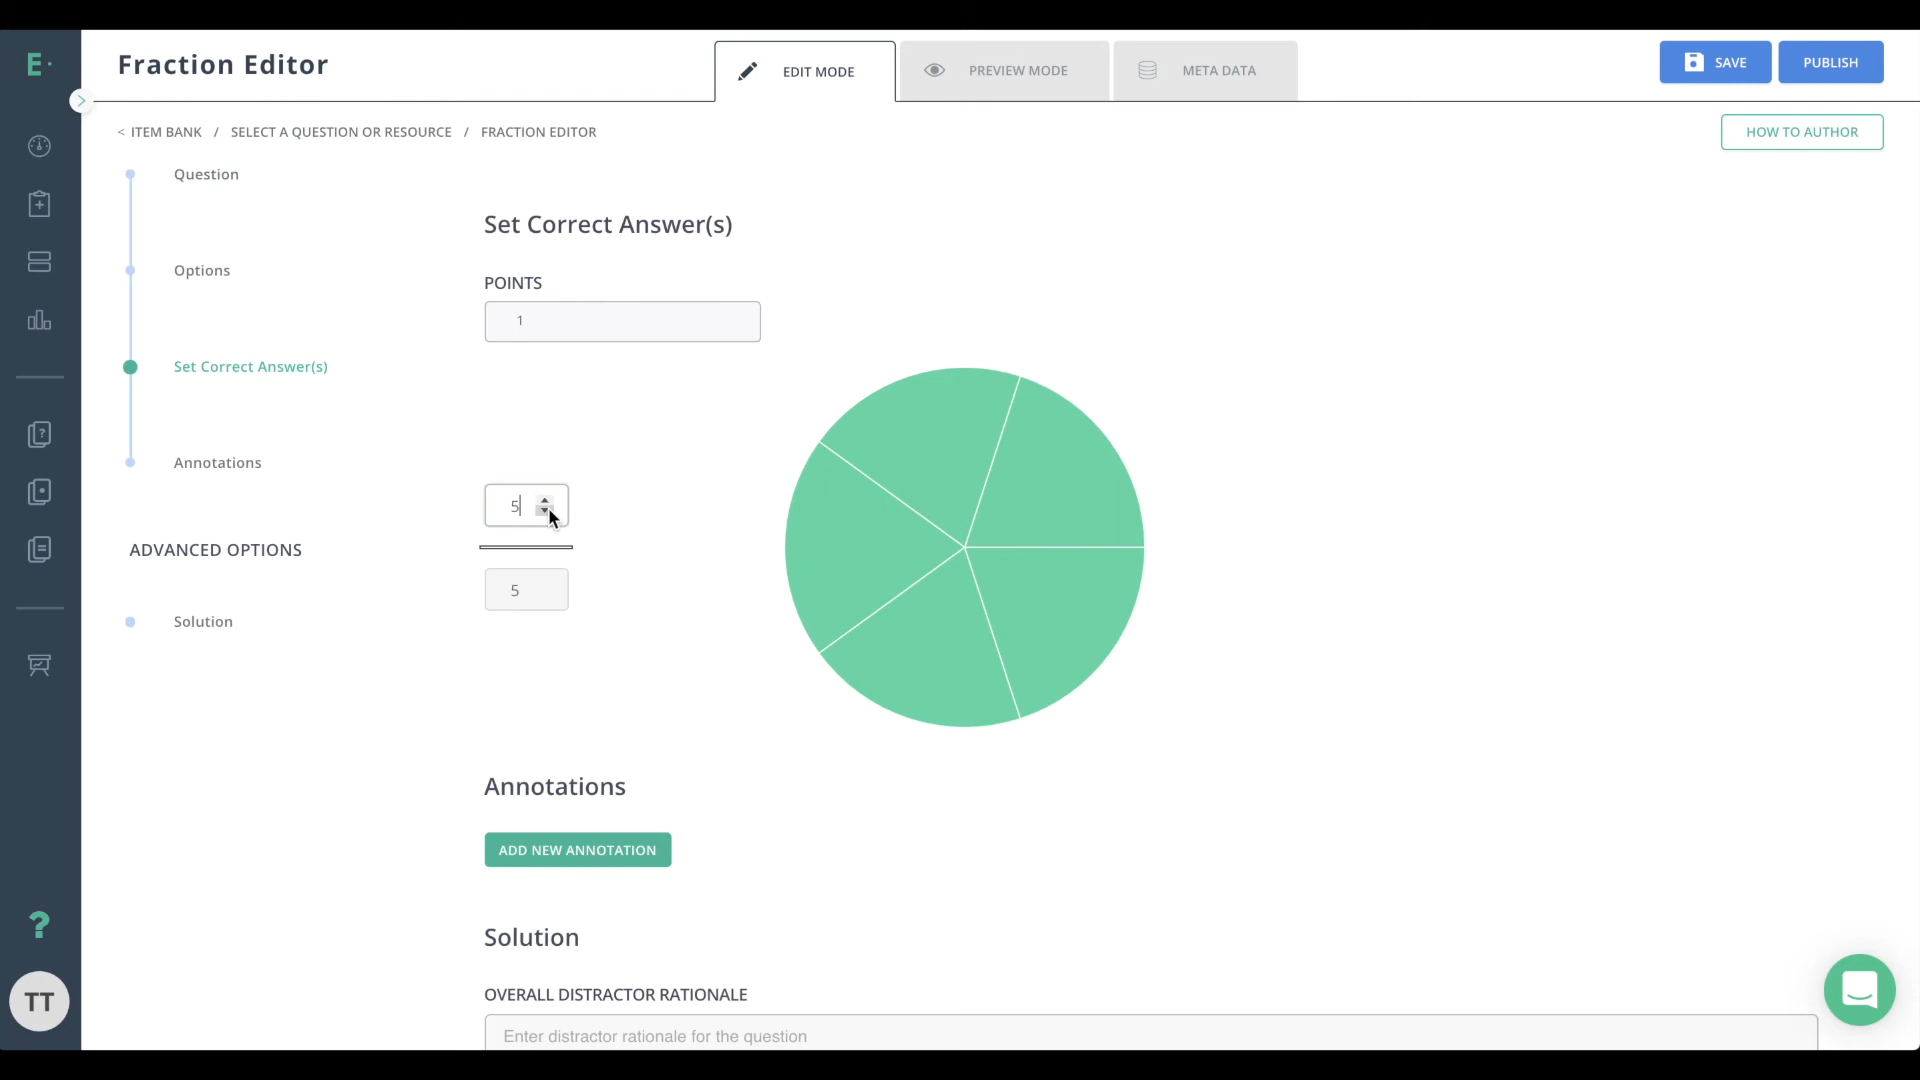 E·
Fraction Editor
EDIT MODE
PREVIEW MODE
META DATA
SAVE
PUBLISH
< ITEM BANK / SELECT A QUESTION OR RESOURCE / FRACTION EDITOR
HOW TO AUTHOR
Question
Options
Set Correct Answer(s)
Annotations
ADVANCED OPTIONS
Solution
Set Correct Answer(s)
POINTS
1
5
5
Annotations
ADD NEW ANNOTATION
Solution
OVERALL DISTRACTOR RATIONALE
Enter distractor rationale for the question
?
TT